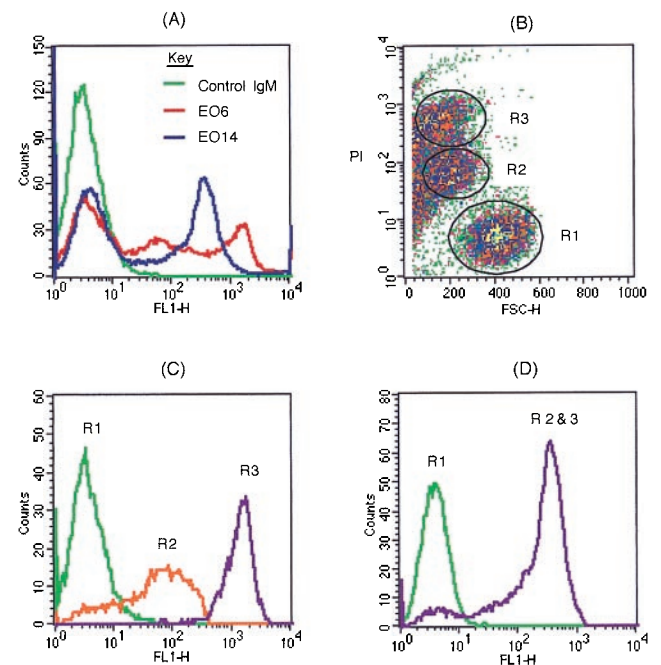 (A)
150
120
90
60
30
0
Counts
Key
Control IgM
EO6
EO14
10^0 10^1 10^2 10^3 10^4
FL1-H
(B)
10^4
10^3
10^2
10^1
10^0
PI
R3
R2
R1
0 200 400 600 800 1000
FSC-H
(C)
60
50
40
30
20
10
0
Counts
R1
R2
R3
10^0 10^1 10^2 10^3 10^4
FL1-H
(D)
80
70
60
50
40
30
20
10
0
Counts
R1
R 2 & 3
10^0 10^1 10^2 10^3 10^4
FL1-H